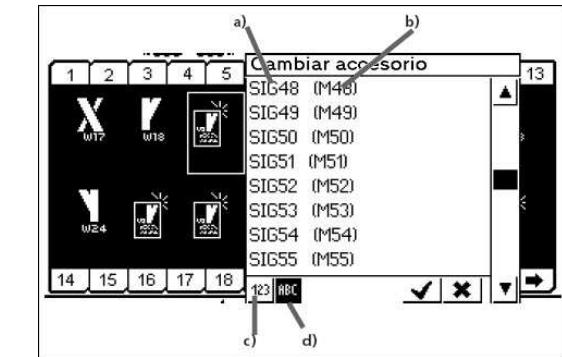 a) b)
Cambiar accesorio
1 2 3 4 5 13
SIG48 (M48)
SIG49 (M49)
W17 W18
SIG50 (M50)
SIG51 (M51)
SIG52 (M52)
SIG53 (M53)
W24
SIG54 (M54)
SIG55 (M55)
14 15 16 17 18
123 ABC
c) d)